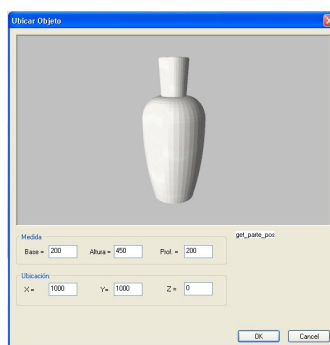 Ubicar Objeto
Medida
Base = 200 Altura = 450 Prof. = 200
get_parte_pos
Ubicación
X = 1000 Y= 1000 Z = 0
OK Cancel